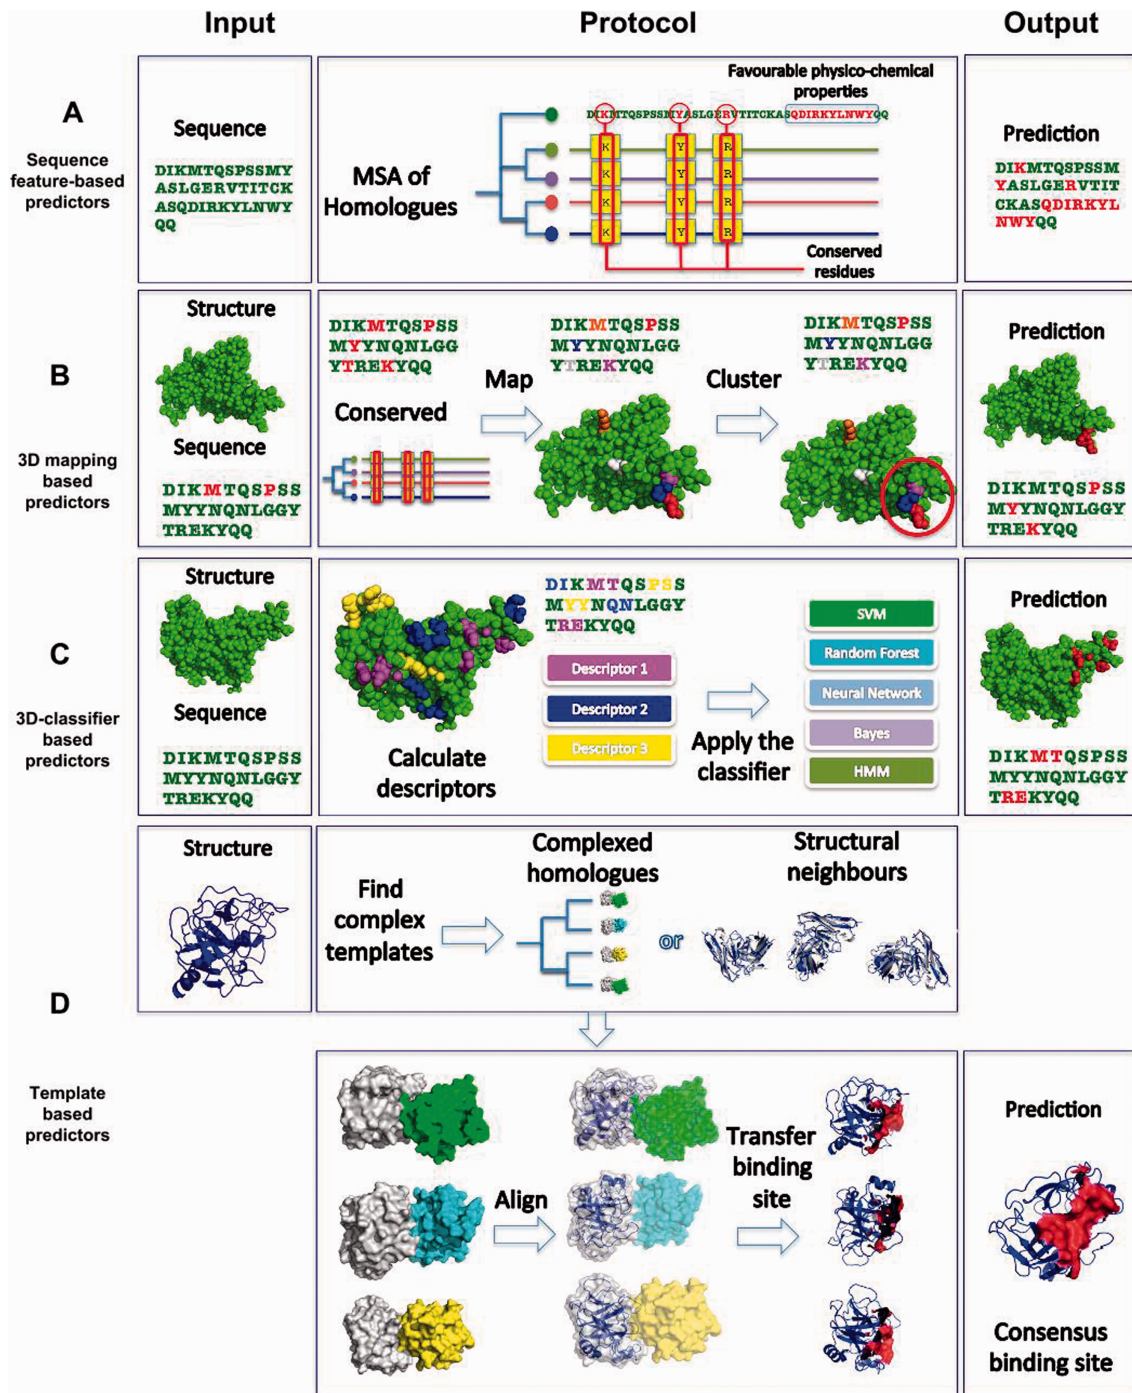 Input
Protocol
Output
A
Sequence
feature-based
predictors
Sequence
DIKMTQSPSSMY
ASLGERVTITCK
ASQDIRKYLNWY
QQ
Favourable physico-chemical
properties
DIKMTQSPSSMYASLGERVTITCKASQDIRKYLNWYQQ
MSA of
Homologues
K Y R
K Y R
K Y R
K Y R
Conserved
residues
Prediction
DIKMTQSPSSM
YASLGERVTIT
CKASQDIRKYL
NWYQQ
B
3D mapping
based
predictors
Structure
Sequence
DIKMTQSPSS
MYYNQNLGGY
TREKYQQ
DIKMTQSPSS
MYYNQNLGG
YTREKYQQ
Conserved
Map
DIKMTQSPSS
MYYNQNLGG
YTREKYQQ
Cluster
DIKMTQSPSS
MYYNQNLGG
YTREKYQQ
Prediction
DIKMTQSPSS
MYYNQNLGGY
TREKYQQ
C
3D-classifier
based
predictors
Structure
Sequence
DIKMTQSPSS
MYYNQNLGGY
TREKYQQ
Calculate
descriptors
DIKMTQSPSS
MYYNQNLGGY
TREKYQQ
Descriptor 1
Descriptor 2
Descriptor 3
Apply the
classifier
SVM
Random Forest
Neural Network
Bayes
HMM
Prediction
DIKMTQSPSS
MYYNQNLGGY
TREKYQQ
D
Template
based
predictors
Structure
Find
complex
templates
Complexed
homologues
or
Structural
neighbours
Align
Transfer
binding
site
Prediction
Consensus
binding site